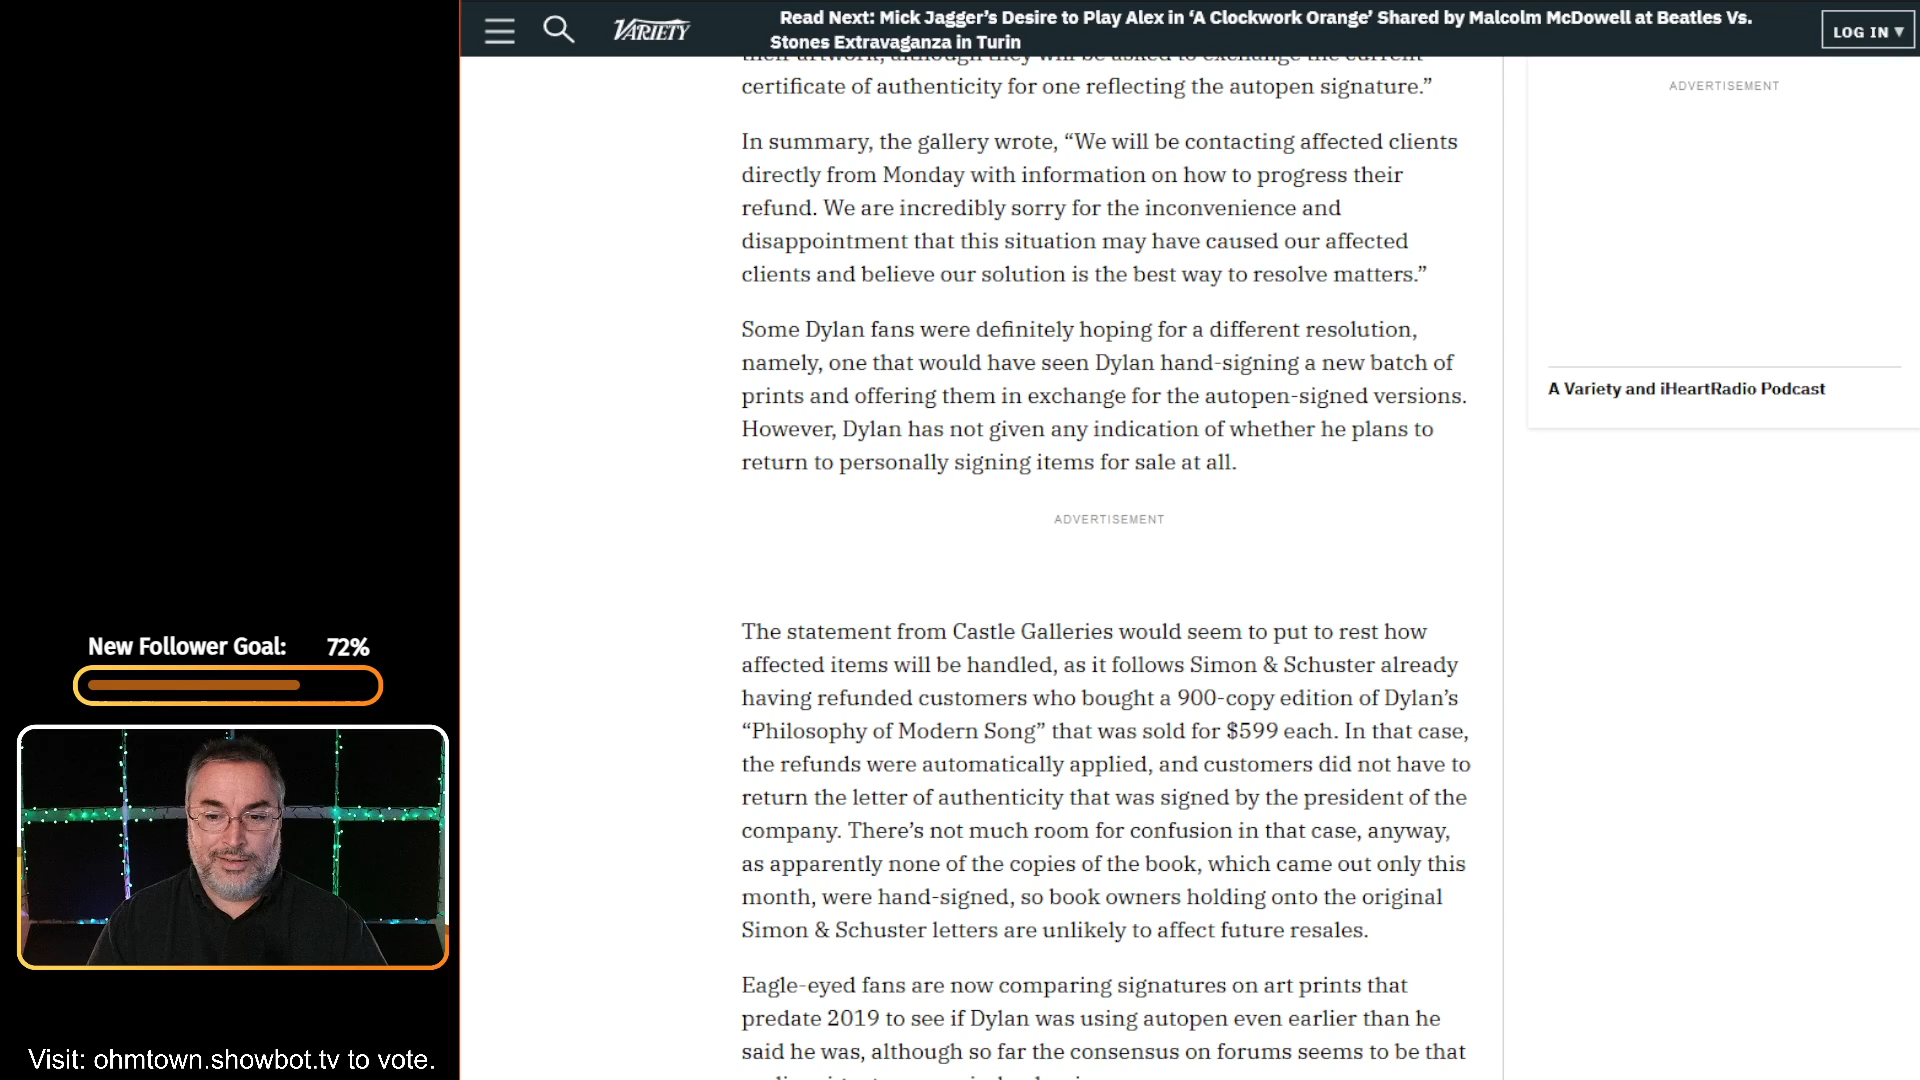 VARIETY
Read Next: Mick Jagger’s Desire to Play Alex in ‘A Clockwork Orange’ Shared by Malcolm McDowell at Beatles Vs.
Stones Extravaganza in Turin
LOG IN ▾
their artwork, although they will be asked to exchange the current
certificate of authenticity for one reflecting the autopen signature.”
In summary, the gallery wrote, “We will be contacting affected clients
directly from Monday with information on how to progress their
refund. We are incredibly sorry for the inconvenience and
disappointment that this situation may have caused our affected
clients and believe our solution is the best way to resolve matters.”
Some Dylan fans were definitely hoping for a different resolution,
namely, one that would have seen Dylan hand-signing a new batch of
prints and offering them in exchange for the autopen-signed versions.
However, Dylan has not given any indication of whether he plans to
return to personally signing items for sale at all.
ADVERTISEMENT
The statement from Castle Galleries would seem to put to rest how
affected items will be handled, as it follows Simon & Schuster already
having refunded customers who bought a 900-copy edition of Dylan’s
“Philosophy of Modern Song” that was sold for $599 each. In that case,
the refunds were automatically applied, and customers did not have to
return the letter of authenticity that was signed by the president of the
company. There’s not much room for confusion in that case, anyway,
as apparently none of the copies of the book, which came out only this
month, were hand-signed, so book owners holding onto the original
Simon & Schuster letters are unlikely to affect future resales.
Eagle-eyed fans are now comparing signatures on art prints that
predate 2019 to see if Dylan was using autopen even earlier than he
said he was, although so far the consensus on forums seems to be that
ADVERTISEMENT
A Variety and iHeartRadio Podcast
New Follower Goal: 72%
Visit: ohmtown.showbot.tv to vote.